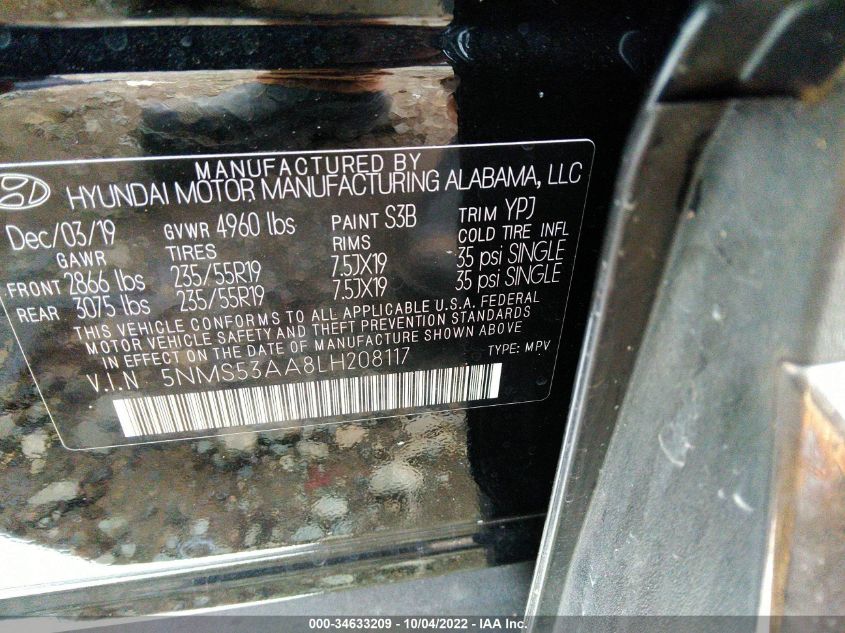 MANUFACTURED BY
HYUNDAI MOTOR MANUFACTURING ALABAMA, LLC
Dec/03/19 GVWR 4960 lbs PAINT S3B TRIM YPJ
GAWR TIRES RIMS COLD TIRE INFL
FRONT 2866 lbs 235/55R19 7.5JX19 35 psi SINGLE
REAR 3075 lbs 235/55R19 7.5JX19 35 psi SINGLE
THIS VEHICLE CONFORMS TO ALL APPLICABLE U.S.A. FEDERAL
MOTOR VEHICLE SAFETY AND THEFT PREVENTION STANDARDS
IN EFFECT ON THE DATE OF MANUFACTURE SHOWN ABOVE
V.I.N 5NMS53AA8LH208117 TYPE: MPV
000-34633209 - 10/04/2022 - IAA Inc.